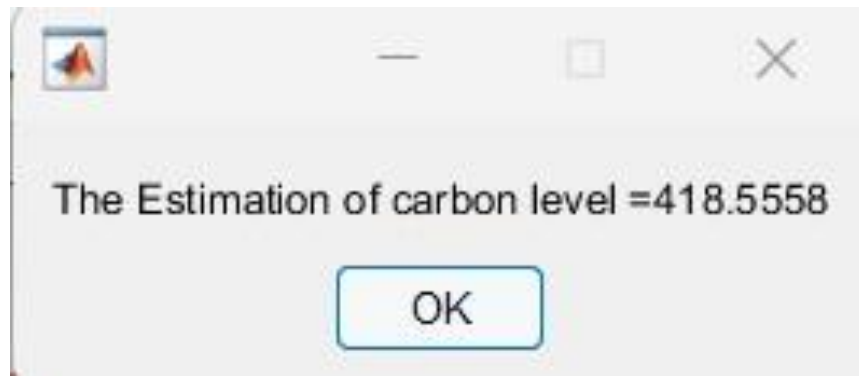 The Estimation of carbon level =418.5558
OK